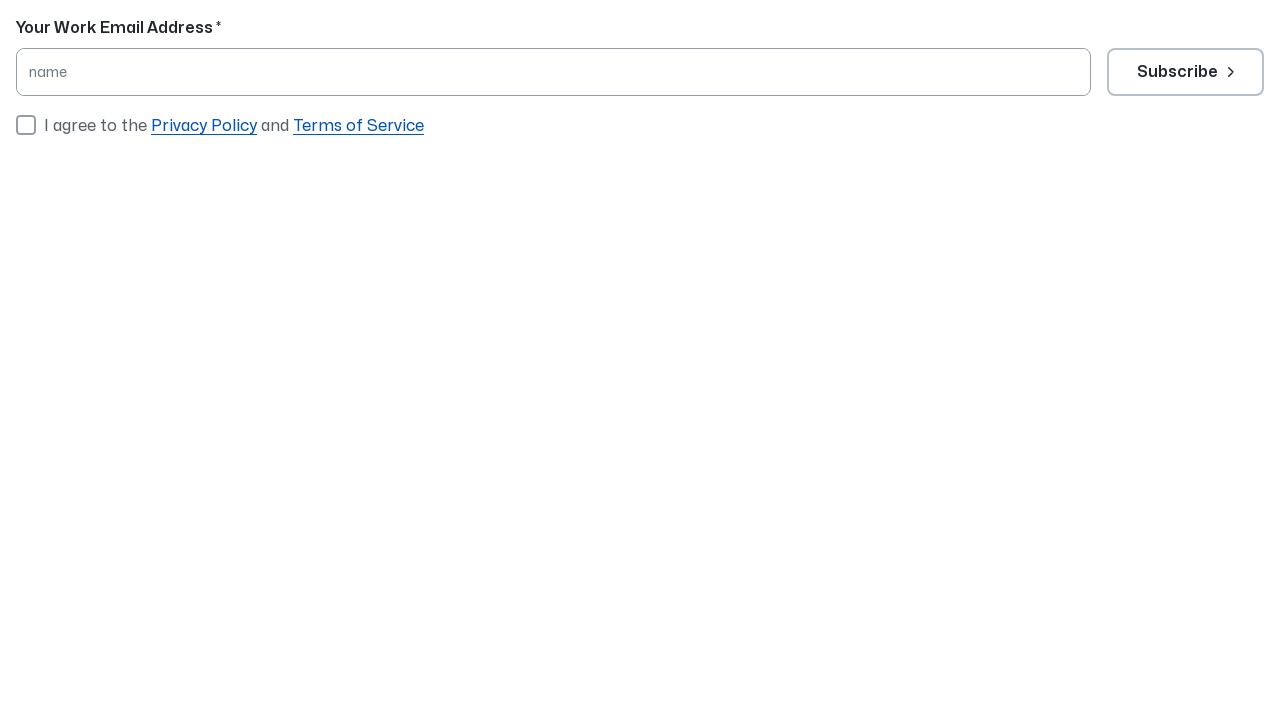 Your Work Email Address *
name
Subscribe
I agree to the Privacy Policy and Terms of Service